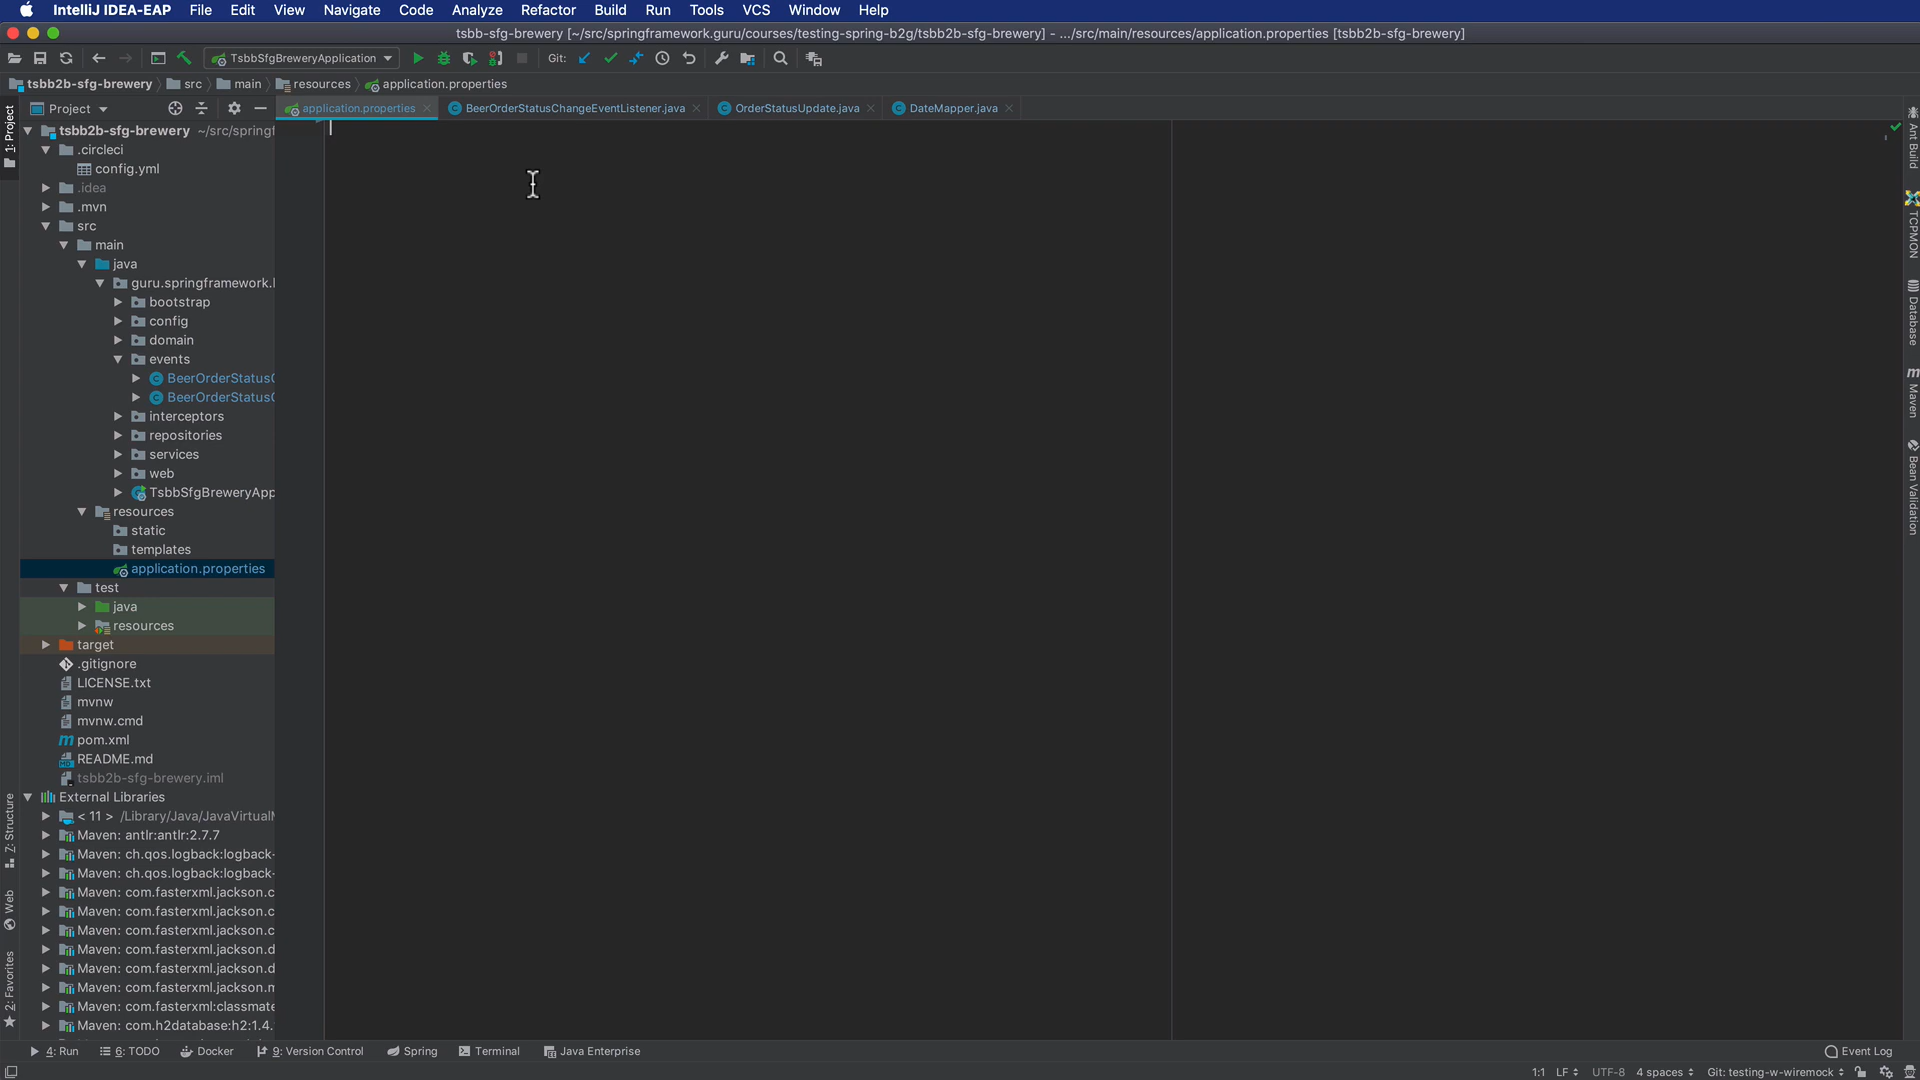 IntelliJ IDEA-EAP File Edit View Navigate Code Analyze Refactor Build Run Tools VCS Window Help
tsbb-sfg-brewery [~/src/springframework.guru/courses/testing-spring-b2g/tsbb2b-sfg-brewery] - .../src/main/resources/application.properties [tsbb2b-sfg-brewery]
TsbbSfgBreweryApplication Git:
tsbb2b-sfg-brewery src main resources application.properties
Project
application.properties BeerOrderStatusChangeEventListener.java OrderStatusUpdate.java DateMapper.java
tsbb2b-sfg-brewery ~/src/springf
.circleci
config.yml
.idea
.mvn
src
main
java
guru.springframework.
bootstrap
config
domain
events
BeerOrderStatusC
BeerOrderStatusC
interceptors
repositories
services
web
TsbbSfgBreweryApp
resources
static
templates
application.properties
test
java
resources
target
.gitignore
LICENSE.txt
mvnw
mvnw.cmd
pom.xml
README.md
tsbb2b-sfg-brewery.iml
External Libraries
< 11 > /Library/Java/JavaVirtualM
Maven: antlr:antlr:2.7.7
Maven: ch.qos.logback:logback-
Maven: ch.qos.logback:logback-
Maven: com.fasterxml.jackson.c
Maven: com.fasterxml.jackson.c
Maven: com.fasterxml.jackson.c
Maven: com.fasterxml.jackson.d
Maven: com.fasterxml.jackson.d
Maven: com.fasterxml.jackson.m
Maven: com.fasterxml:classmate
Maven: com.h2database:h2:1.4.
1: Project
7: Structure
Web
2: Favorites
Ant Build
TCPMON
Database
Maven
Bean Validation
4: Run 6: TODO Docker 9: Version Control Spring Terminal Java Enterprise Event Log
1:1 LF UTF-8 4 spaces Git: testing-w-wiremock